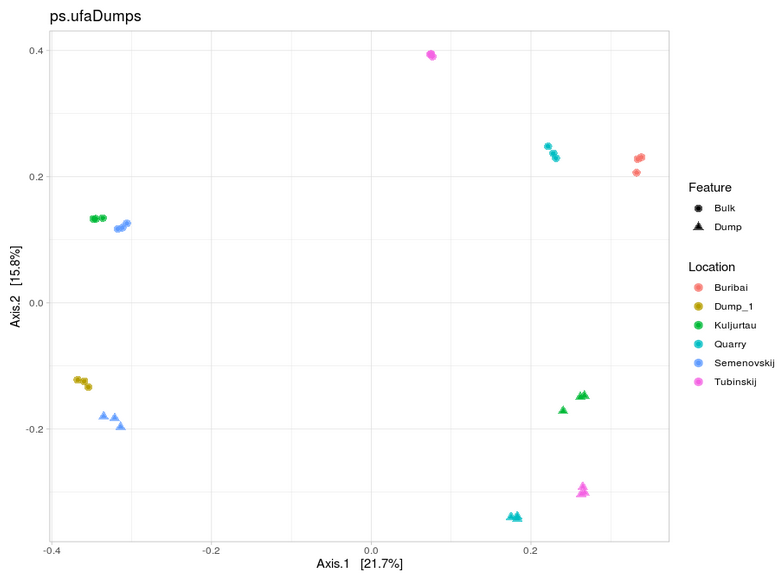 ps.ufaDumps
0.4
0.2
0.0
-0.2
-0.4
-0.2
0.0
0.2
Axis.2 [15.8%]
Axis.1 [21.7%]
Feature
Bulk
Dump
Location
Buribai
Dump_1
Kuljurtau
Quarry
Semenovskij
Tubinskij